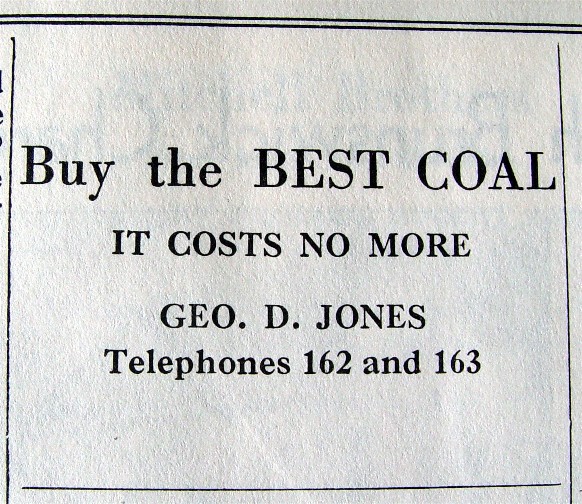 Buy the BEST COAL
IT COSTS NO MORE
GEO. D. JONES
Telephones 162 and 163